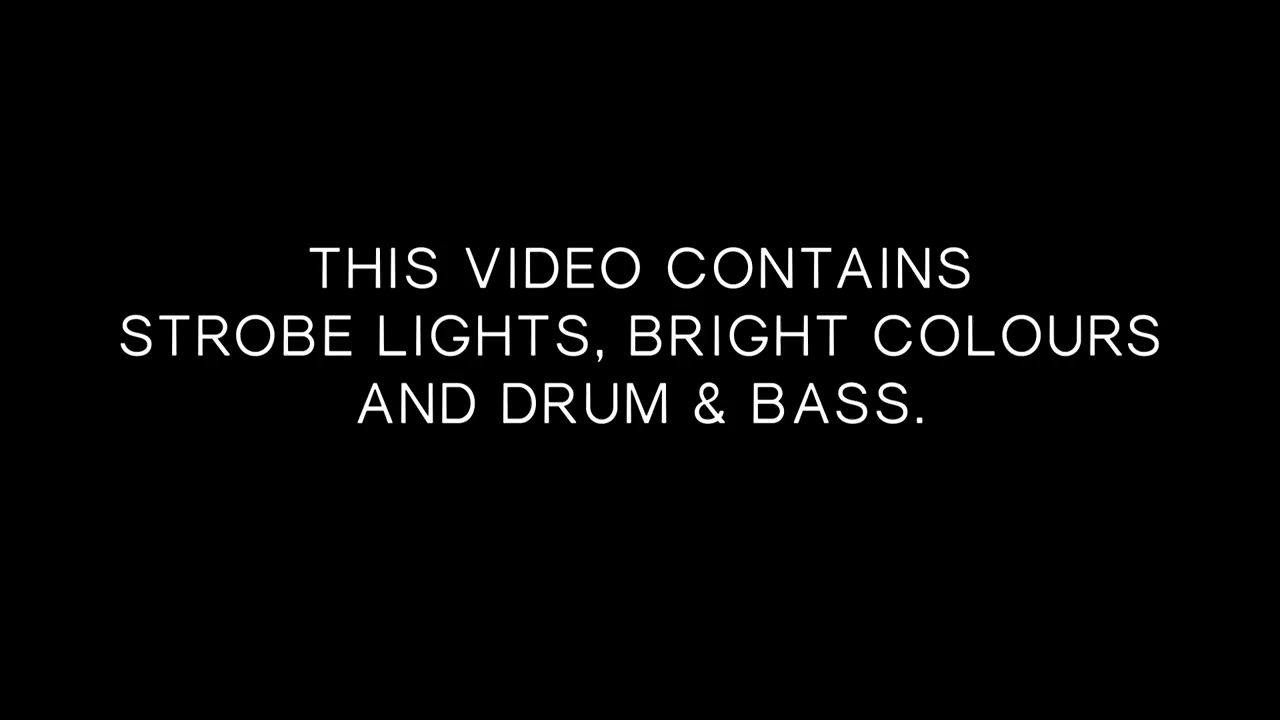 THIS VIDEO CONTAINS
STROBE LIGHTS, BRIGHT COLOURS
AND DRUM & BASS.